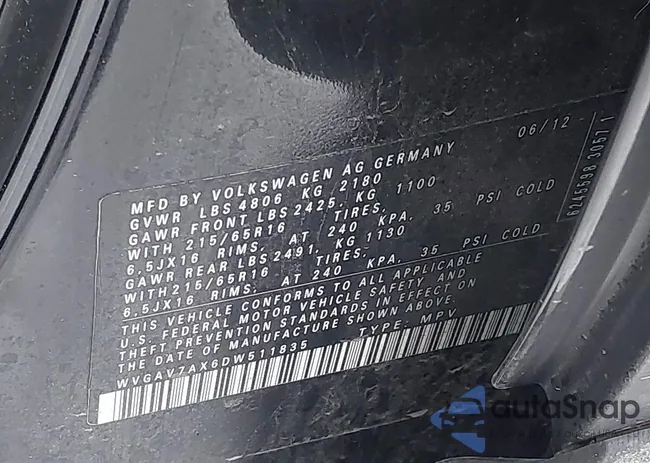 MFD BY VOLKSWAGEN AG GERMANY 06/12
GVWR LBS 4806 KG 2180
GAWR FRONT LBS 2425. KG 1100
WITH 215/65R16 TIRES,
6,5JX16 RIMS. AT 240 KPA, 35 PSI COLD
GAWR REAR LBS 2491. KG 1130
WITH 215/65R16 TIRES,
6,5JX16 RIMS. AT 240 KPA, 35 PSI COLD
THIS VEHICLE CONFORMS TO ALL APPLICABLE
U.S. FEDERAL MOTOR VEHICLE SAFETY AND
THEFT PREVENTION STANDARDS IN EFFECT ON
THE DATE OF MANUFACTURE SHOWN ABOVE.
WVGAV7AX6DW511835 TYPE: MPV
autaSnap